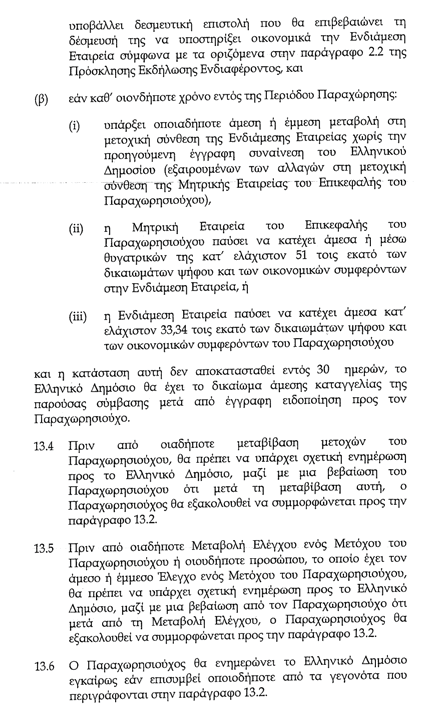 υποβάλλει δεσμευτική επιστολή που θα επιβεβαιώνει τη
δέσμευσή της να υποστηρίξει οικονομικά την Ενδιάμεση
Εταιρεία σύμφωνα με τα οριζόμενα στην παράγραφο 2.2 της
Πρόσκλησης Εκδήλωσης Ενδιαφέροντος, και
(β) εάν καθ' οιονδήποτε χρόνο εντός της Περιόδου Παραχώρησης:
(i) υπάρξει οποιαδήποτε άμεση ή έμμεση μεταβολή στη
μετοχική σύνθεση της Ενδιάμεσης Εταιρείας χωρίς την
προηγούμενη έγγραφη συναίνεση του Ελληνικού
Δημοσίου (εξαιρουμένων των αλλαγών στη μετοχική
σύνθεση της Μητρικής Εταιρείας του Επικεφαλής του
Παραχωρησιούχου),
(ii) η Μητρική Εταιρεία του Επικεφαλής του
Παραχωρησιούχου παύσει να κατέχει άμεσα ή μέσω
θυγατρικής της κατ' ελάχιστον 51 τοις εκατό των
δικαιωμάτων ψήφου και των οικονομικών συμφερόντων
στην Ενδιάμεση Εταιρεία, ή
(iii) η Ενδιάμεση Εταιρεία παύσει να κατέχει άμεσα κατ'
ελάχιστον 33,34 τοις εκατό των δικαιωμάτων ψήφου και
των οικονομικών συμφερόντων του Παραχωρησιούχου
και η κατάσταση αυτή δεν αποκατασταθεί εντός 30 ημερών, το
Ελληνικό Δημόσιο θα έχει το δικαίωμα άμεσης καταγγελίας της
παρούσας σύμβασης μετά από έγγραφη ειδοποίηση προς τον
Παραχωρησιούχο.
13.4 Πριν από οιαδήποτε μεταβίβαση μετοχών του
Παραχωρησιούχου, θα πρέπει να υπάρχει σχετική ενημέρωση
προς το Ελληνικό Δημόσιο, μαζί με μια βεβαίωση του
Παραχωρησιούχου ότι μετά τη μεταβίβαση αυτή, ο
Παραχωρησιούχος θα εξακολουθεί να συμμορφώνεται προς την
παράγραφο 13.2.
13.5 Πριν από οιαδήποτε Μεταβολή Ελέγχου ενός Μετόχου του
Παραχωρησιούχου ή οιουδήποτε προσώπου, το οποίο έχει τον
άμεσο ή έμμεσο Έλεγχο ενός Μετόχου του Παραχωρησιούχου,
θα πρέπει να υπάρχει σχετική ενημέρωση προς το Ελληνικό
Δημόσιο, μαζί με μια βεβαίωση από τον Παραχωρησιούχο ότι
μετά από τη Μεταβολή Ελέγχου, ο Παραχωρησιούχος θα
εξακολουθεί να συμμορφώνεται προς την παράγραφο 13.2.
13.6 Ο Παραχωρησιούχος θα ενημερώνει το Ελληνικό Δημόσιο
εγκαίρως εάν επισυμβεί οποιοδήποτε από τα γεγονότα που
περιγράφονται στην παράγραφο 13.2.